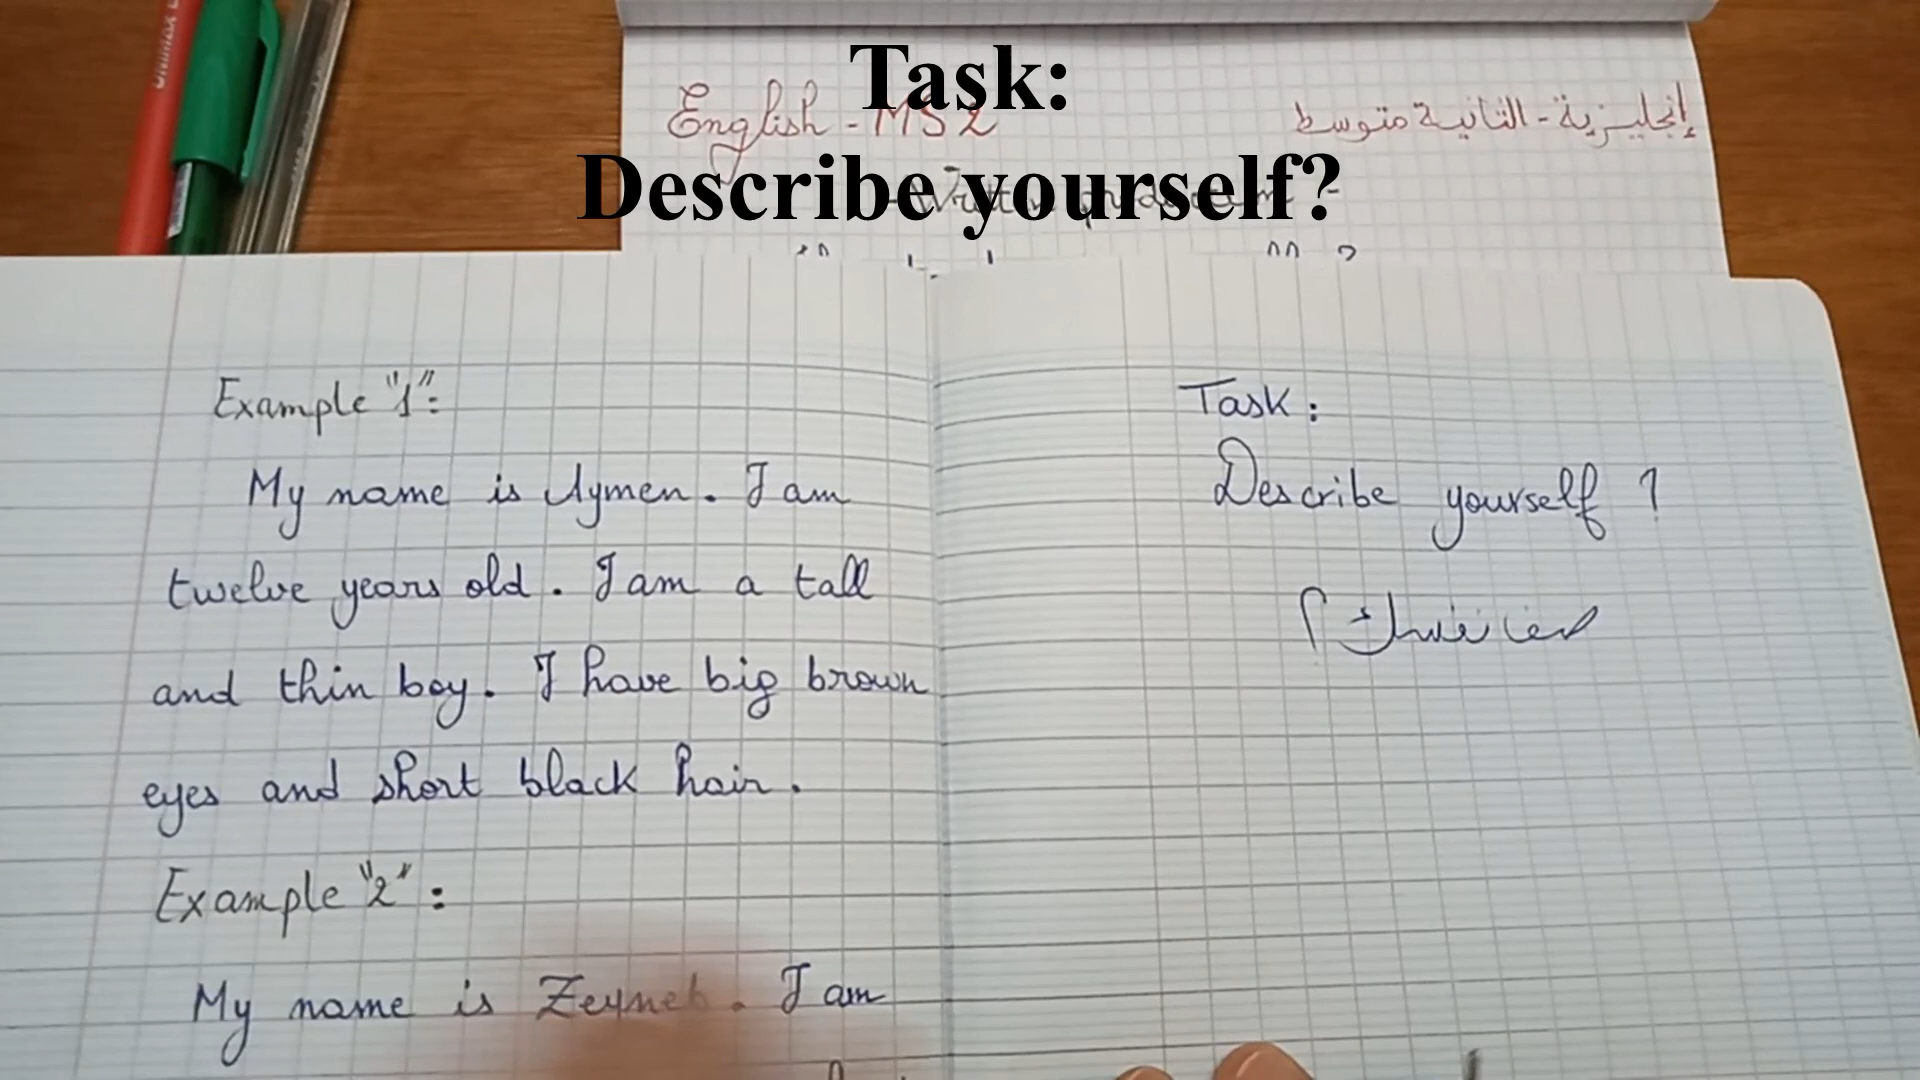 Task:
Describe yourself?
English - MS2
إنجليزية - الثانية متوسط
Example "1":
My name is Aymen. I am
twelve years old. I am a tall
and thin boy. I have big brown
eyes and short black hair.
Example "2":
My name is Zeyneb. I am
Task:
Describe yourself ?
صف نفسك ؟